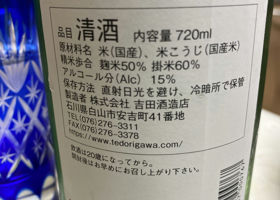 品目 清酒 内容量 720ml
原材料名 米(国産)、米こうじ(国産米)
精米歩合 麹米50% 掛米60%
アルコール分(Alc) 15%
保存方法 直射日光を避け、冷暗所で保管
製造者 株式会社 吉田酒造店
石川県白山市安吉町41番地
TEL(076)276-3311
FAX(076)276-3378
https://www.tedorigawa.com/
飲酒は20歳になってから。
開封後はお早めにお召し上がり下さい。